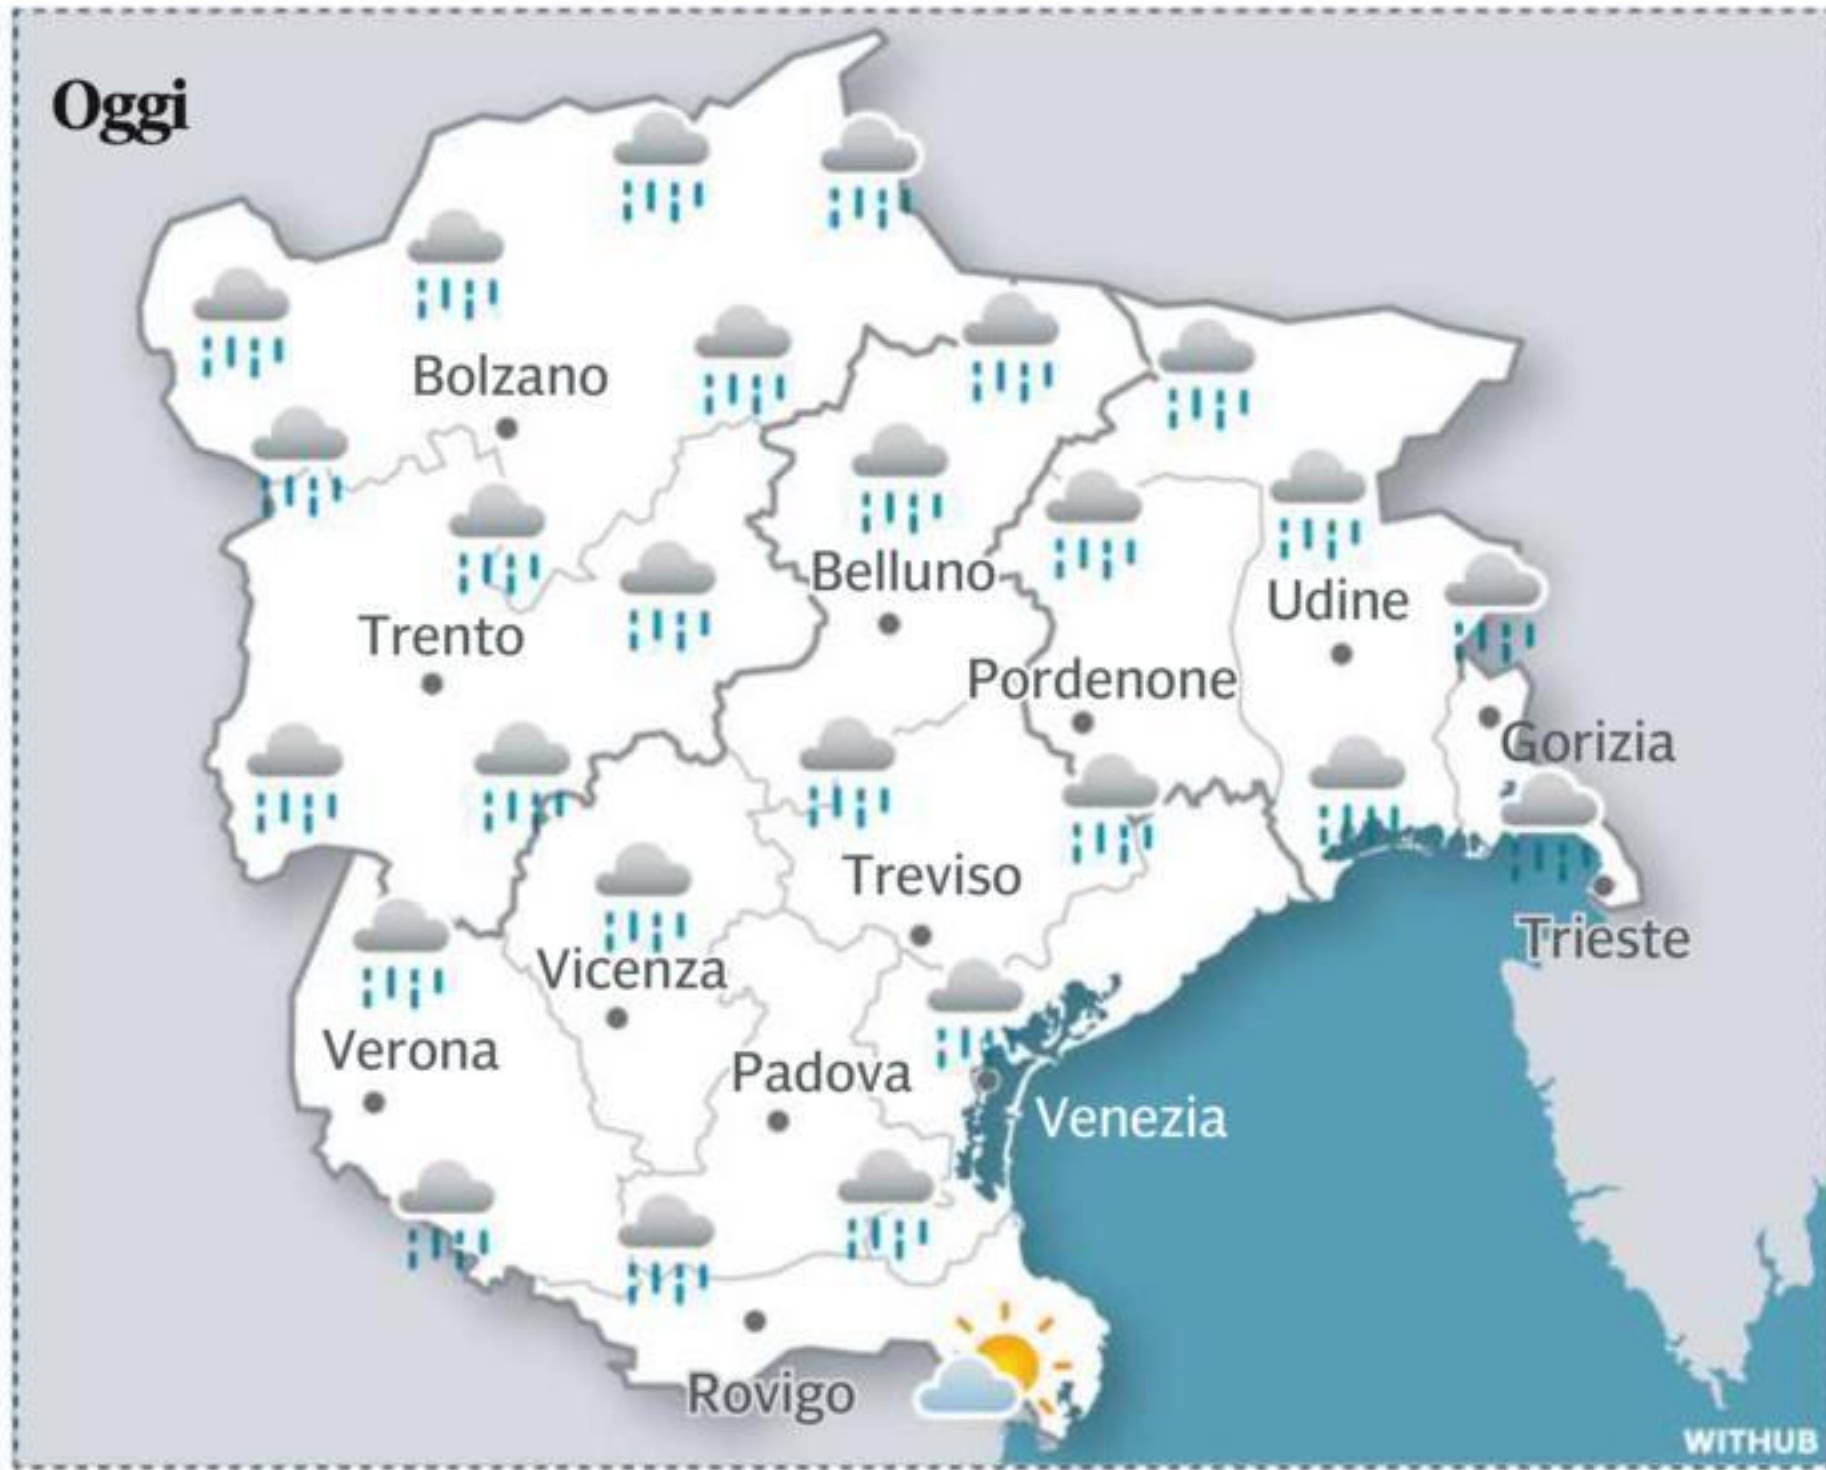 Oggi
Bolzano
Belluno
Udine
Trento
Pordenone
Gorizia
Treviso
Trieste
Vicenza
Verona
Padova
Venezia
Rovigo
WITHUB